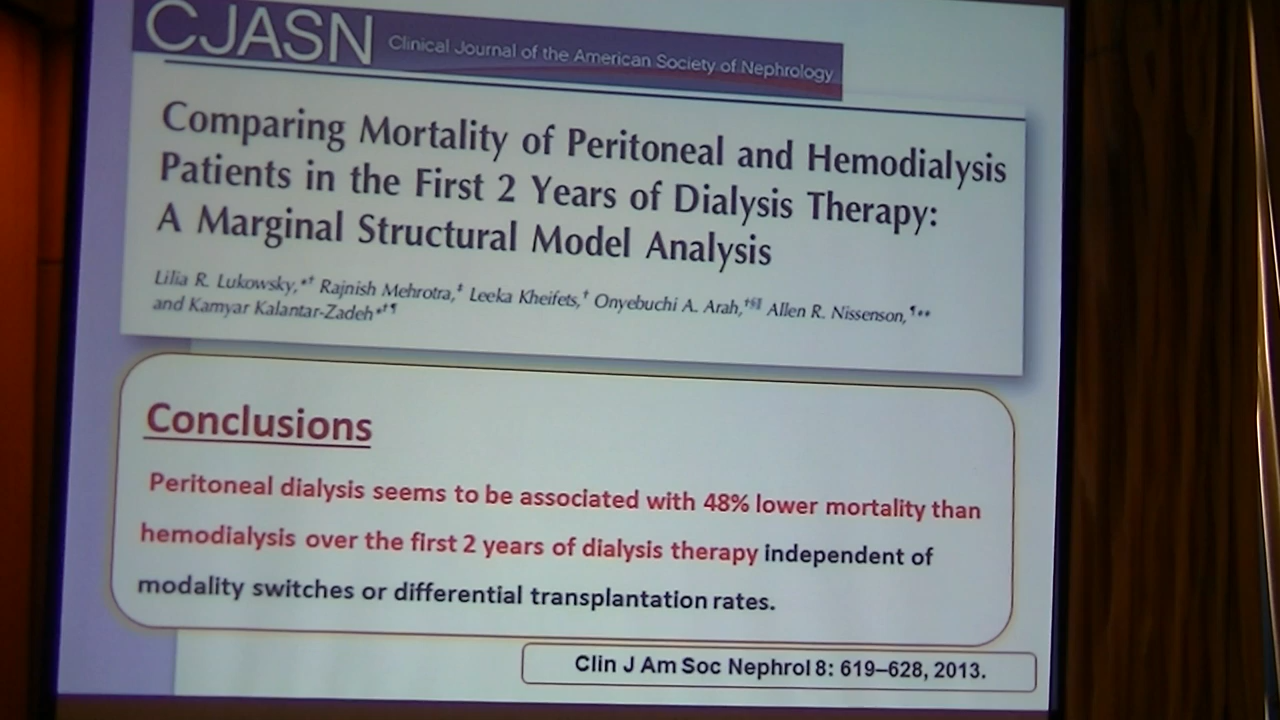 CJASN Clinical Journal of the American Society of Nephrology
Comparing Mortality of Peritoneal and Hemodialysis
Patients in the First 2 Years of Dialysis Therapy:
A Marginal Structural Model Analysis
Lilia R. Lukowsky,*† Rajnish Mehrotra,‡ Leeka Kheifets,† Onyebuchi A. Arah,†§‖ Allen R. Nissenson,¶**
and Kamyar Kalantar-Zadeh*†¶
Conclusions
Peritoneal dialysis seems to be associated with 48% lower mortality than
hemodialysis over the first 2 years of dialysis therapy independent of
modality switches or differential transplantation rates.
Clin J Am Soc Nephrol 8: 619–628, 2013.